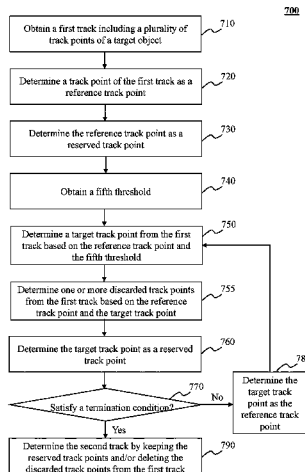 700
Obtain a first track including a plurality of
track points of a target object
710
Determine a track point of the first track as a
reference track point
720
Determine the reference track point as a
reserved track point
730
Obtain a fifth threshold
740
Determine a target track point from the first
track based on the reference track point and
the fifth threshold
750
Determine one or more discarded track points
from the first track based on the reference
track point and the target track point
755
Determine the target track point as a reserved
track point
760
Satisfy a termination condition?
770
No
Yes
Determine the
target track
point as the
reference track
point
Determine the second track by keeping the
reserved track points and/or deleting the
discarded track points from the first track
790